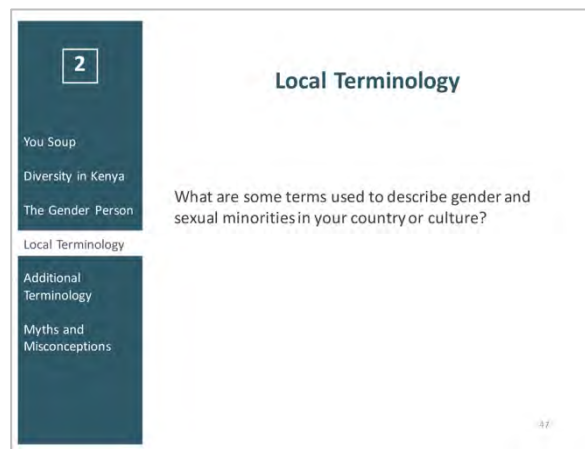 2
You Soup
Diversity in Kenya
The Gender Person
Local Terminology
Additional
Terminology
Myths and
Misconceptions
Local Terminology
What are some terms used to describe gender and
sexual minorities in your country or culture?
47